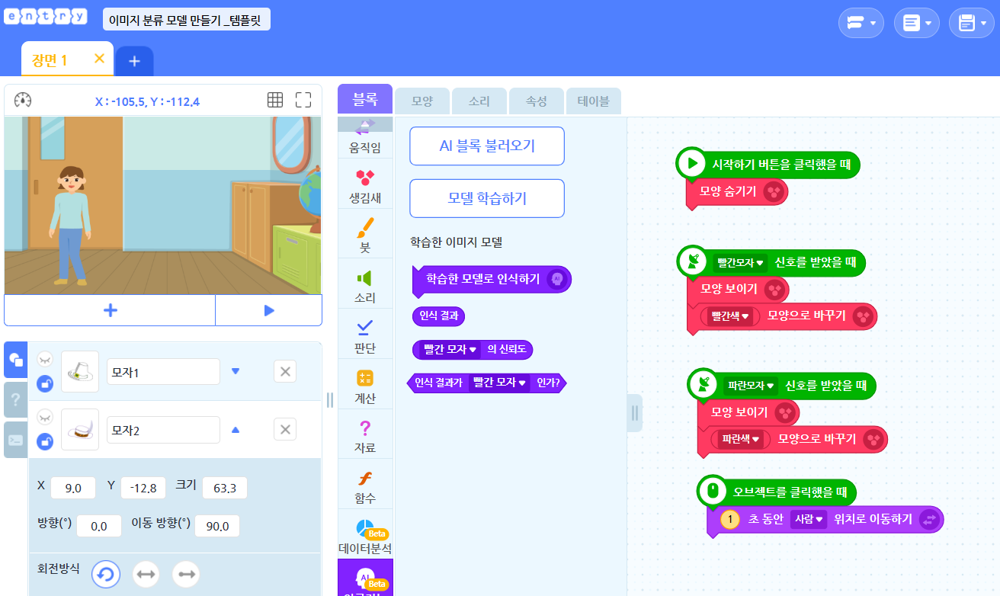 entry
이미지 분류 모델 만들기 _템플릿
장면 1
X : -105.5, Y : -112.4
블록
모양
소리
속성
테이블
움직임
생김새
붓
소리
판단
계산
자료
함수
Beta
데이터분석
AI
Beta
AI 블록 불러오기
모델 학습하기
학습한 이미지 모델
학습한 모델로 인식하기 AI
인식 결과
빨간 모자 의 신뢰도
인식 결과가 빨간 모자 인가?
시작하기 버튼을 클릭했을 때
모양 숨기기
빨간모자 신호를 받았을 때
모양 보이기
빨간색 모양으로 바꾸기
파란모자 신호를 받았을 때
모양 보이기
파란색 모양으로 바꾸기
오브젝트를 클릭했을 때
1 초 동안 사람 위치로 이동하기
모자1
모자2
X 9.0 Y -12.8 크기 63.3
방향(°) 0.0 이동 방향(°) 90.0
회전방식